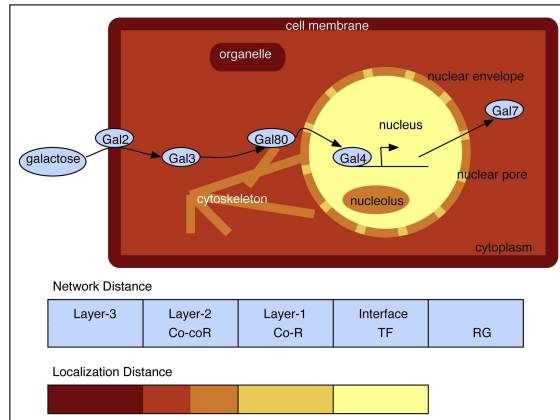 cell membrane
organelle
nuclear envelope
Gal2
Gal80
nucleus
Gal7
galactose
Gal3
Gal4
nuclear pore
cytoskeleton
nucleolus
cytoplasm
Network Distance
Layer-3
Layer-2
Co-coR
Layer-1
Co-R
Interface
TF
RG
Localization Distance